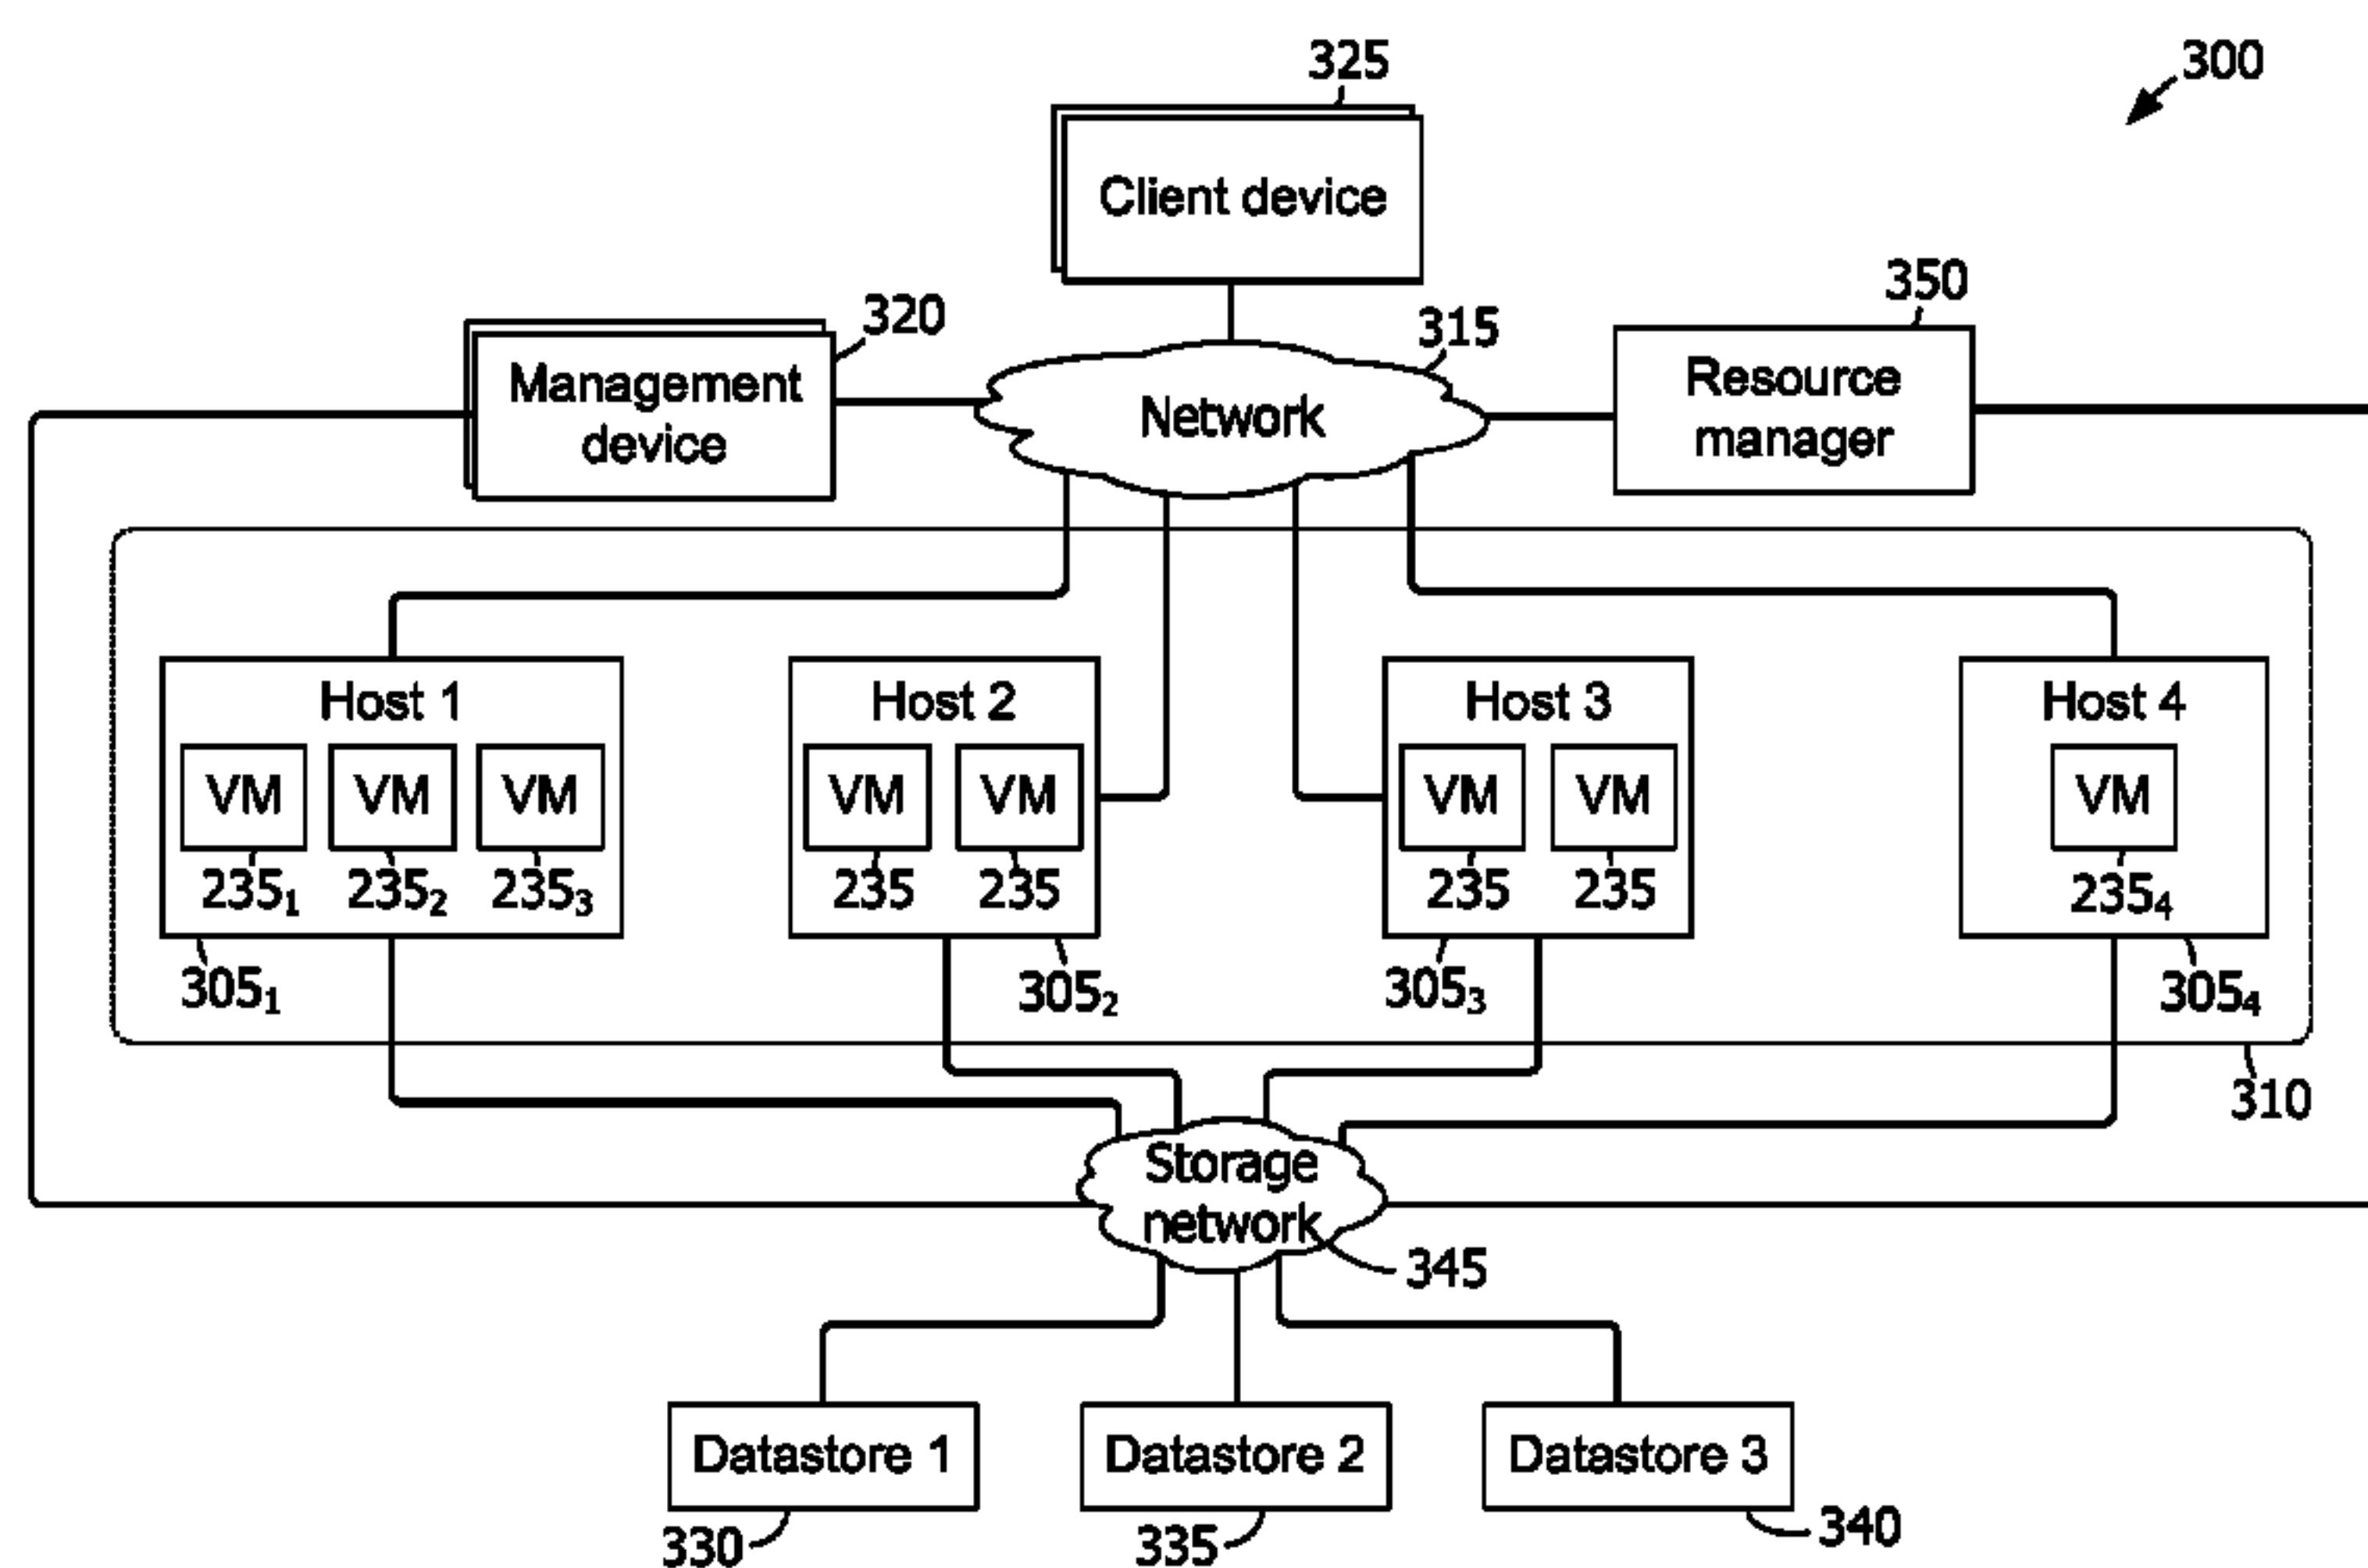 325
300
Client device
320
315
350
Management
device
Network
Resource
manager
Host 1
Host 2
Host 3
Host 4
VM
VM
VM
VM
VM
VM
VM
VM
235₁
235₂
235₃
235
235
235
235
235₄
305₁
305₂
305₃
305₄
310
Storage
network
345
Datastore 1
Datastore 2
Datastore 3
330
335
340